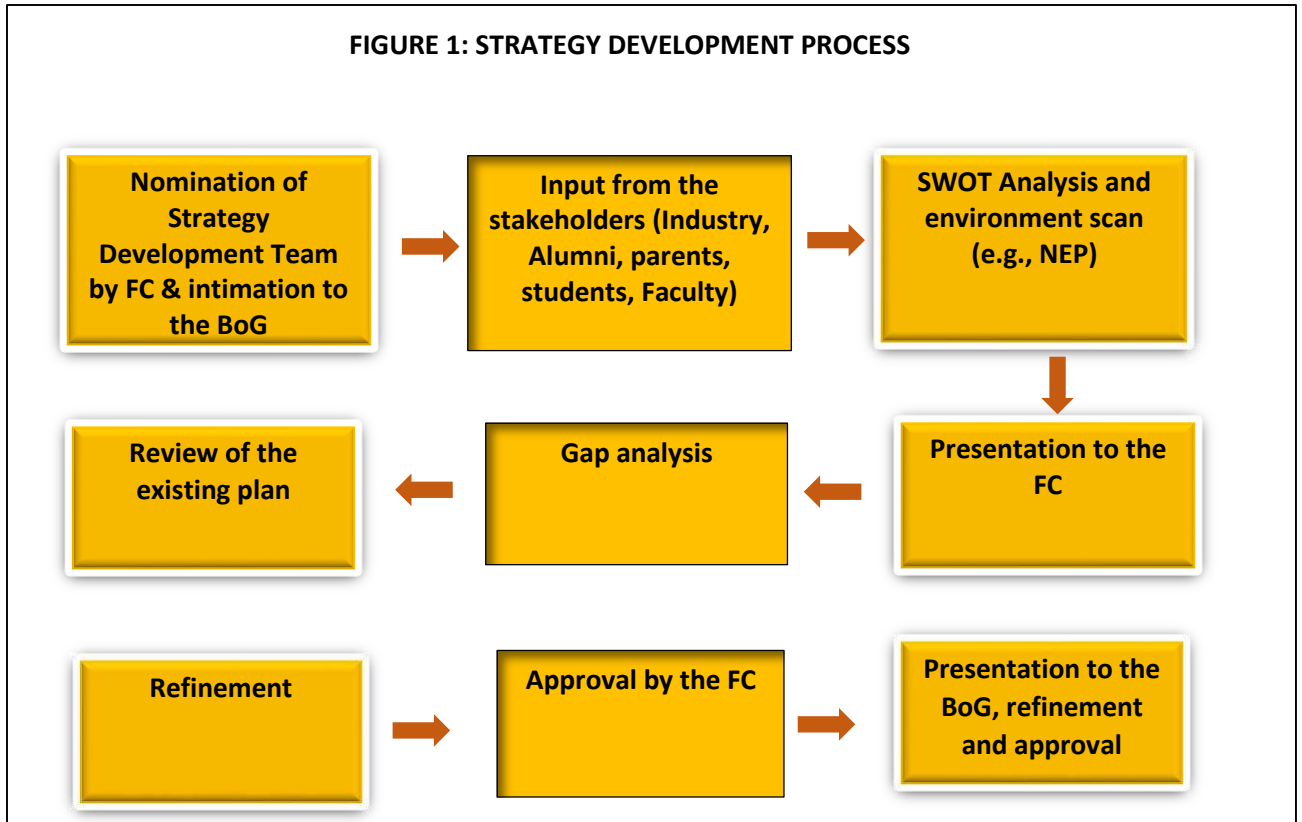 FIGURE 1: STRATEGY DEVELOPMENT PROCESS
Nomination of
Strategy
Development Team
by FC & intimation to
the BoG
Input from the
stakeholders (Industry,
Alumni, parents,
students, Faculty)
SWOT Analysis and
environment scan
(e.g., NEP)
Presentation to the
FC
Gap analysis
Review of the
existing plan
Refinement
Approval by the FC
Presentation to the
BoG, refinement
and approval